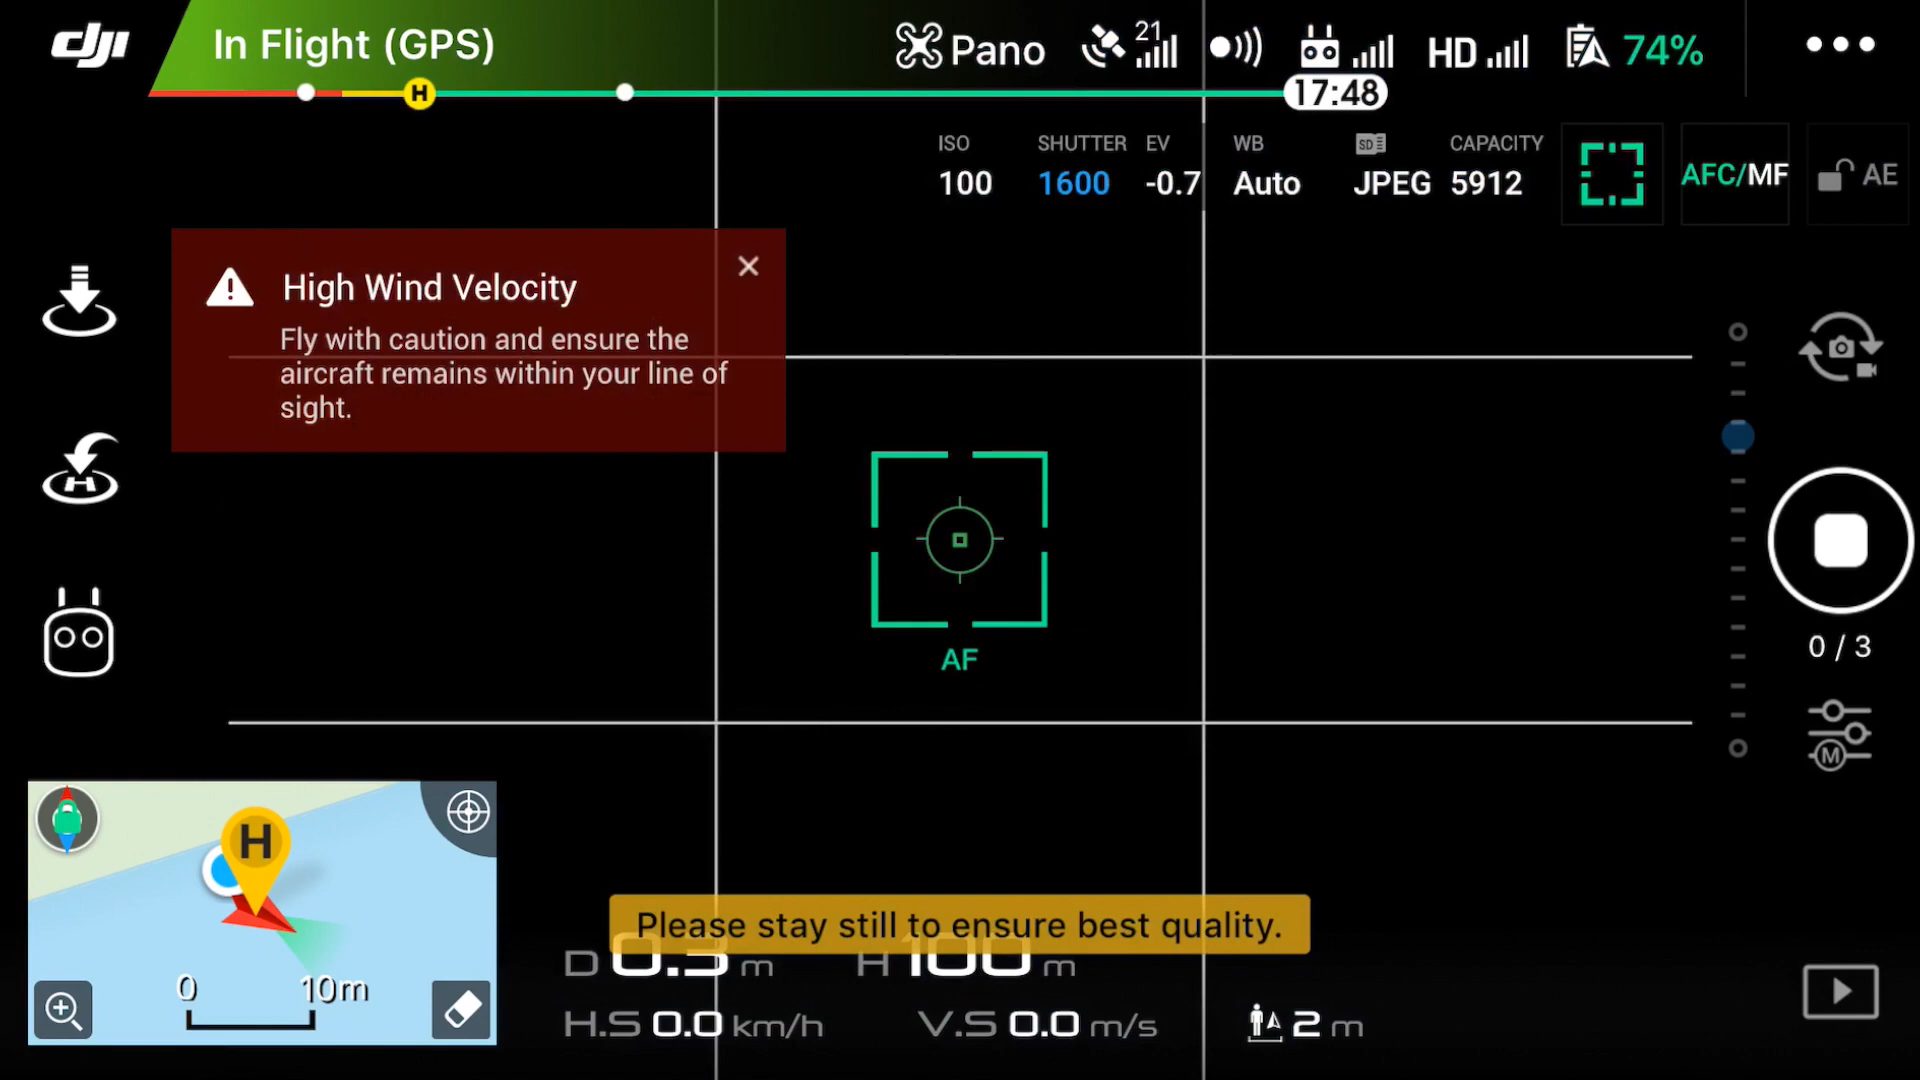 dji
In Flight (GPS)
Pano
21
HD
74%
H
17:48
ISO
100
SHUTTER
1600
EV
-0.7
WB
Auto
SD
JPEG
CAPACITY
5912
AFC/MF
AE
High Wind Velocity
Fly with caution and ensure the
aircraft remains within your line of
sight.
H
AF
0 / 3
M
H
0
10m
Please stay still to ensure best quality.
D 0.3 m
H 100 m
H.S 0.0 km/h
V.S 0.0 m/s
2 m